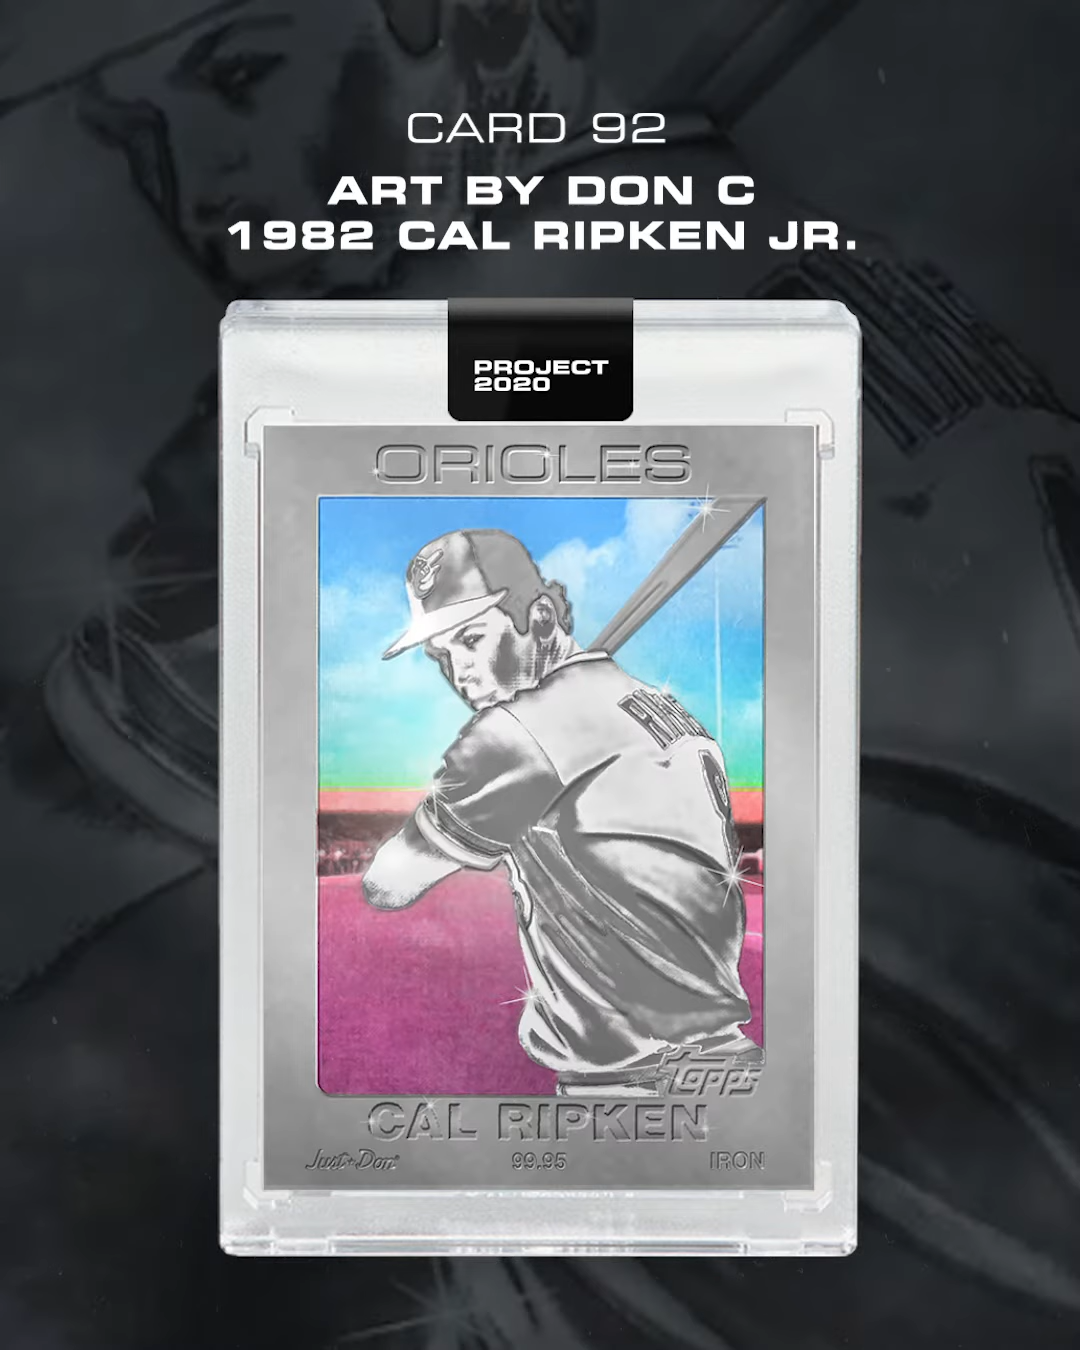 CARD 92
ART BY DON C
1982 CAL RIPKEN JR.
PROJECT
2020
ORIOLES
Topps
CAL RIPKEN
Just Don
99.95
IRON